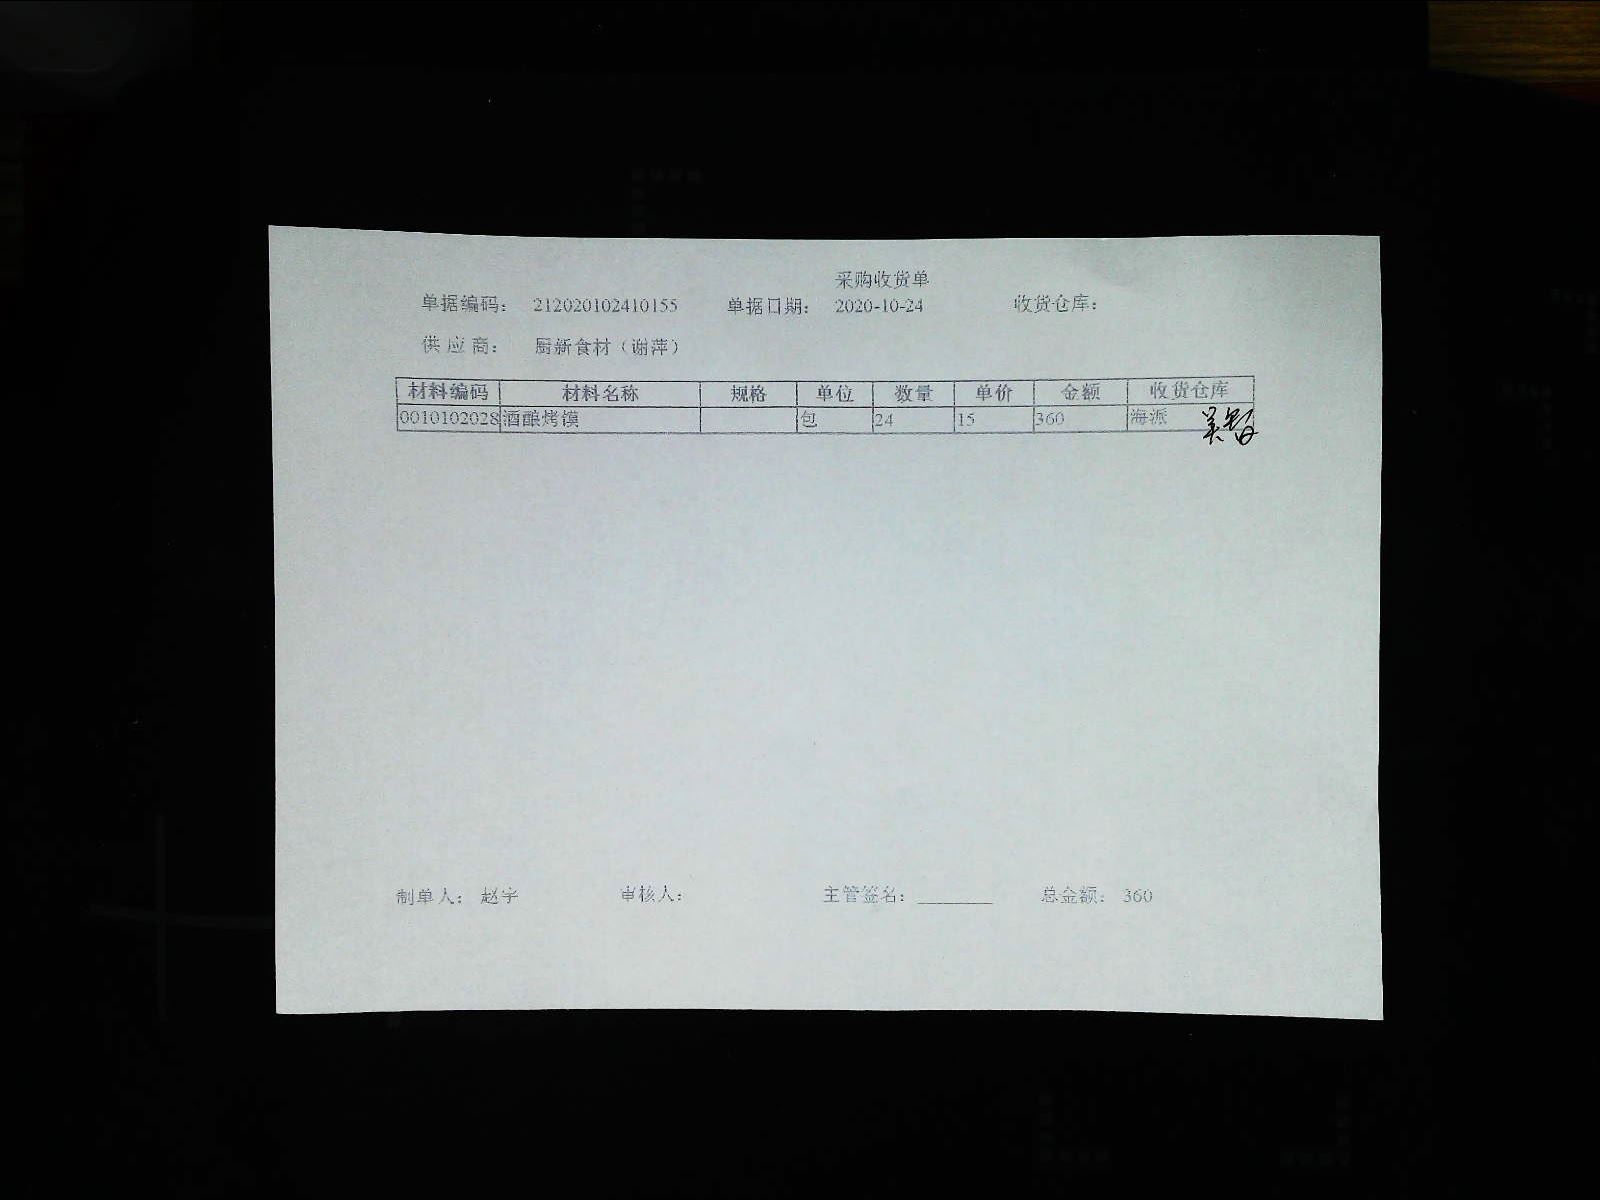 采购收货单
单据编码： 212020102410155 单据日期： 2020-10-24 收货仓库：
供应商： 厨新食材（谢萍）
材料编码 材料名称 规格 单位 数量 单价 金额 收货仓库
0010102028 酒酿烤馍 包 24 15 360 海派
制单人： 赵宇 审核人： 主管签名：________ 总金额： 360